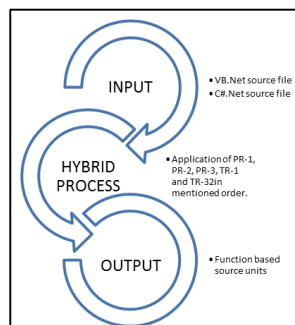 INPUT
• VB.Net source file
• C#.Net source file
HYBRID
PROCESS
• Application of PR-1,
PR-2, PR-3, TR-1
and TR-32in
mentioned order.
OUTPUT
• Function based
source units